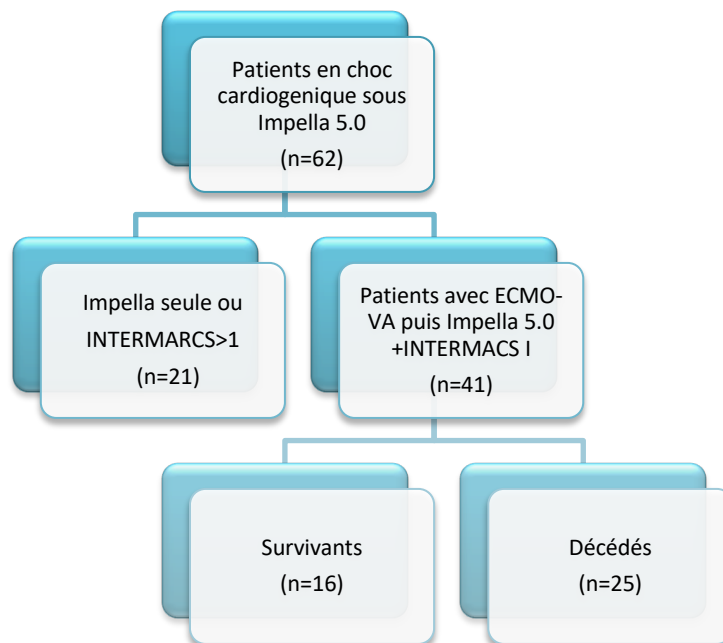 Patients en choc
cardiogenique sous
Impella 5.0
(n=62)
Impella seule ou
INTERMARCS>1
(n=21)
Patients avec ECMO-
VA puis Impella 5.0
+INTERMACS I
(n=41)
Survivants
(n=16)
Décédés
(n=25)